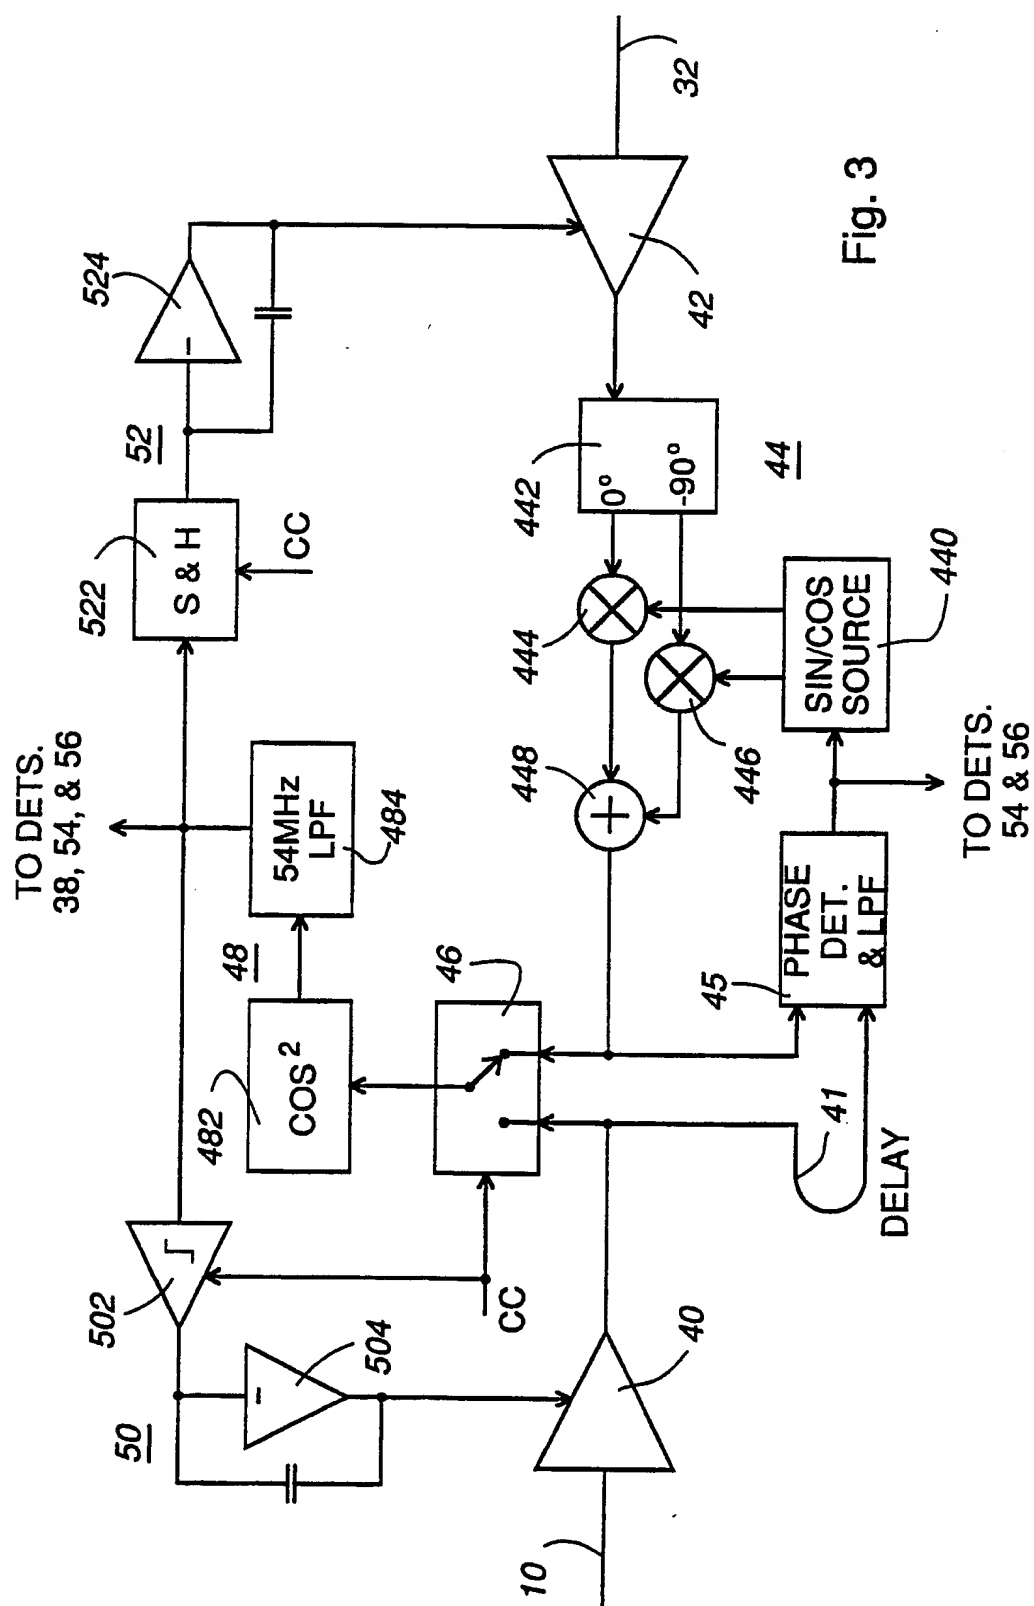 TO DETS.
38, 54, & 56
502
504
50
522
S & H
CC
52
524
482
COS²
48
54MHz
LPF
484
46
CC
10
40
448
444
446
442
0°
-90°
44
42
32
45
PHASE
DET.
& LPF
SIN/COS
SOURCE
440
41
DELAY
TO DETS.
54 & 56
Fig. 3